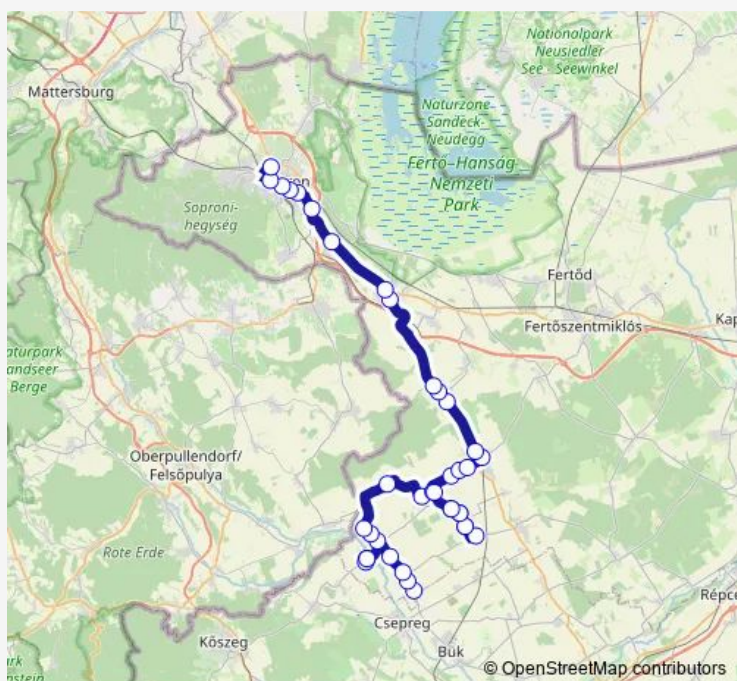 Nationalpark
Neusiedler
See - Seewinkel
Mattersburg
Naturzone
Sandeck-
Neudegg
Fertő-Hanság
Nemzeti
Park
Soproni-
hegység
Fertőd
Fertőszentmiklós
Kap
aturpark
andseer
Berge
Oberpullendorf/
Felsőpulya
Rote Erde
Répce
Csepreg
Kőszeg
Bük
© OpenStreetMap contributors